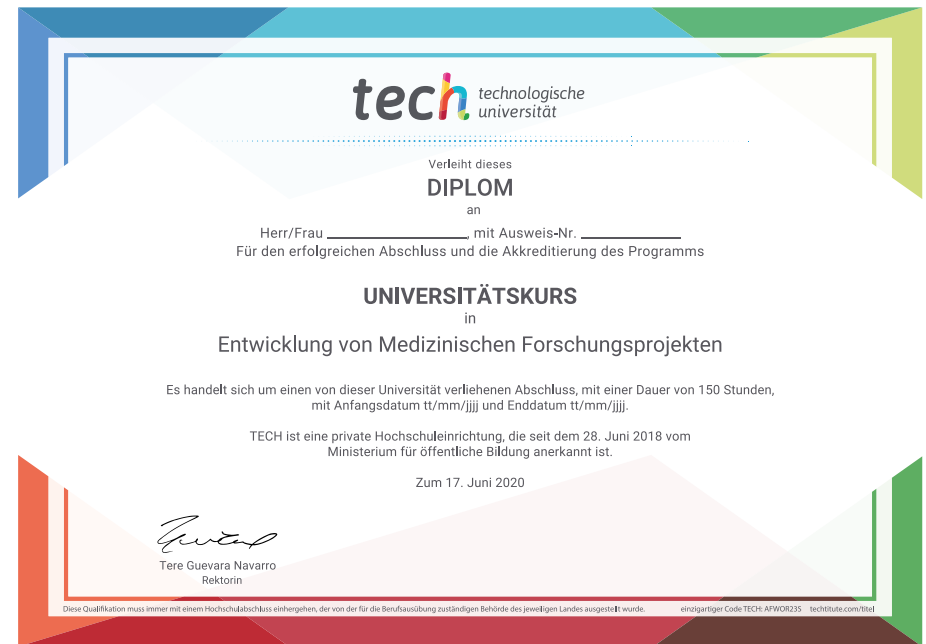 tech technologische
universität
Verleiht dieses
DIPLOM
an
Herr/Frau ____________________, mit Ausweis-Nr. ______________
Für den erfolgreichen Abschluss und die Akkreditierung des Programms
UNIVERSITÄTSKURS
in
Entwicklung von Medizinischen Forschungsprojekten
Es handelt sich um einen von dieser Universität verliehenen Abschluss, mit einer Dauer von 150 Stunden,
mit Anfangsdatum tt/mm/jjjj und Enddatum tt/mm/jjjj.
TECH ist eine private Hochschuleinrichtung, die seit dem 28. Juni 2018 vom
Ministerium für öffentliche Bildung anerkannt ist.
Zum 17. Juni 2020
Tere Guevara Navarro
Rektorin
Diese Qualifikation muss immer mit einem Hochschulabschluss einhergehen, der von der für die Berufsausübung zuständigen Behörde des jeweiligen Landes ausgestellt wurde. einzigartiger Code TECH: AFWOR23S techtitute.com/titel